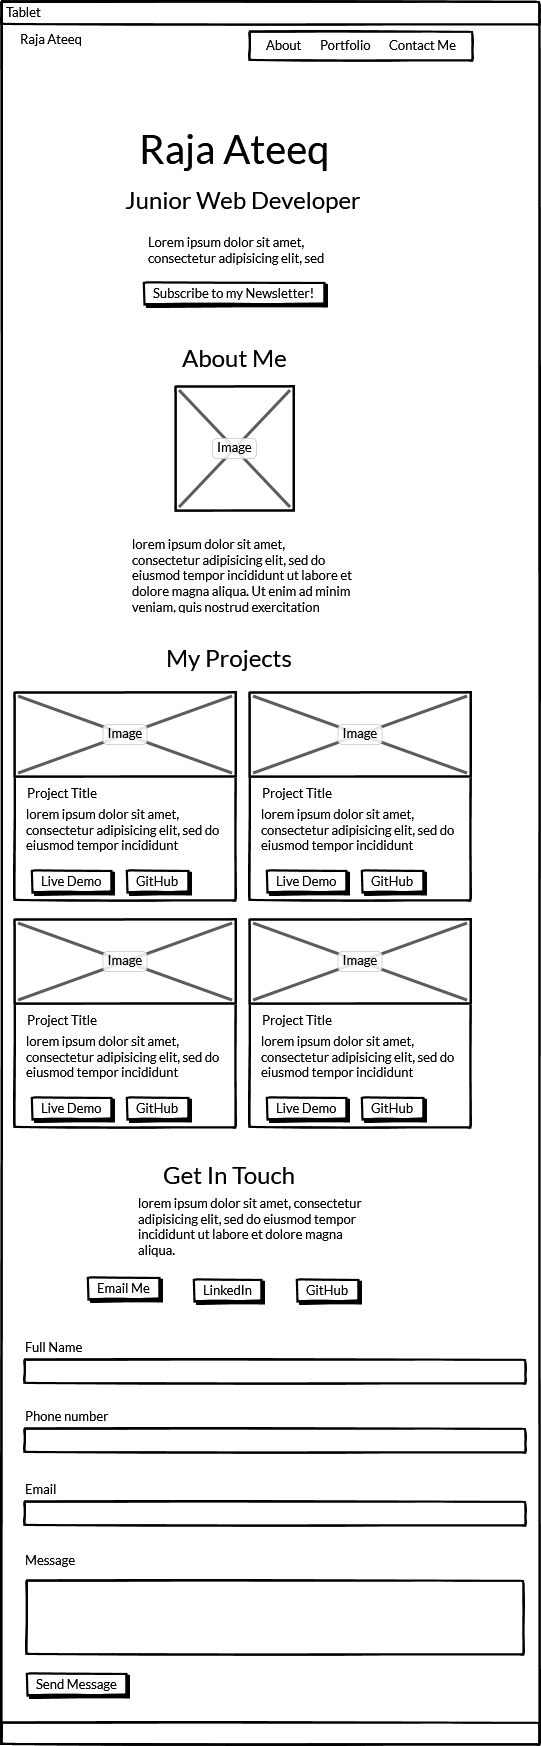 Tablet
Raja Ateeq
About Portfolio Contact Me
Raja Ateeq
Junior Web Developer
Lorem ipsum dolor sit amet,
consectetur adipisicing elit, sed
Subscribe to my Newsletter!
About Me
Image
lorem ipsum dolor sit amet,
consectetur adipisicing elit, sed do
eiusmod tempor incididunt ut labore et
dolore magna aliqua. Ut enim ad minim
veniam, quis nostrud exercitation
My Projects
Image
Project Title
lorem ipsum dolor sit amet,
consectetur adipisicing elit, sed do
eiusmod tempor incididunt
Live Demo GitHub
Image
Project Title
lorem ipsum dolor sit amet,
consectetur adipisicing elit, sed do
eiusmod tempor incididunt
Live Demo GitHub
Image
Project Title
lorem ipsum dolor sit amet,
consectetur adipisicing elit, sed do
eiusmod tempor incididunt
Live Demo GitHub
Image
Project Title
lorem ipsum dolor sit amet,
consectetur adipisicing elit, sed do
eiusmod tempor incididunt
Live Demo GitHub
Get In Touch
lorem ipsum dolor sit amet, consectetur
adipisicing elit, sed do eiusmod tempor
incididunt ut labore et dolore magna
aliqua.
Email Me LinkedIn GitHub
Full Name
Phone number
Email
Message
Send Message